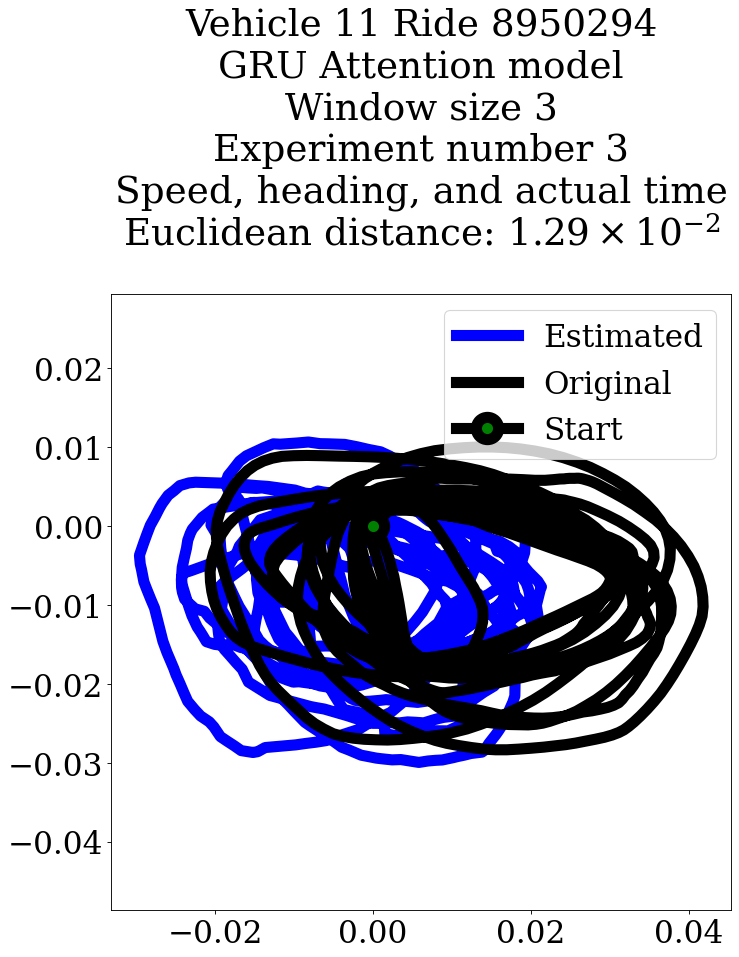 Vehicle 11 Ride 8950294
GRU Attention model
Window size 3
Experiment number 3
Speed, heading, and actual time
Euclidean distance: 1.29 × 10⁻²
Estimated
Original
Start
0.02
0.01
0.00
−0.01
−0.02
−0.03
−0.04
−0.02
0.00
0.02
0.04